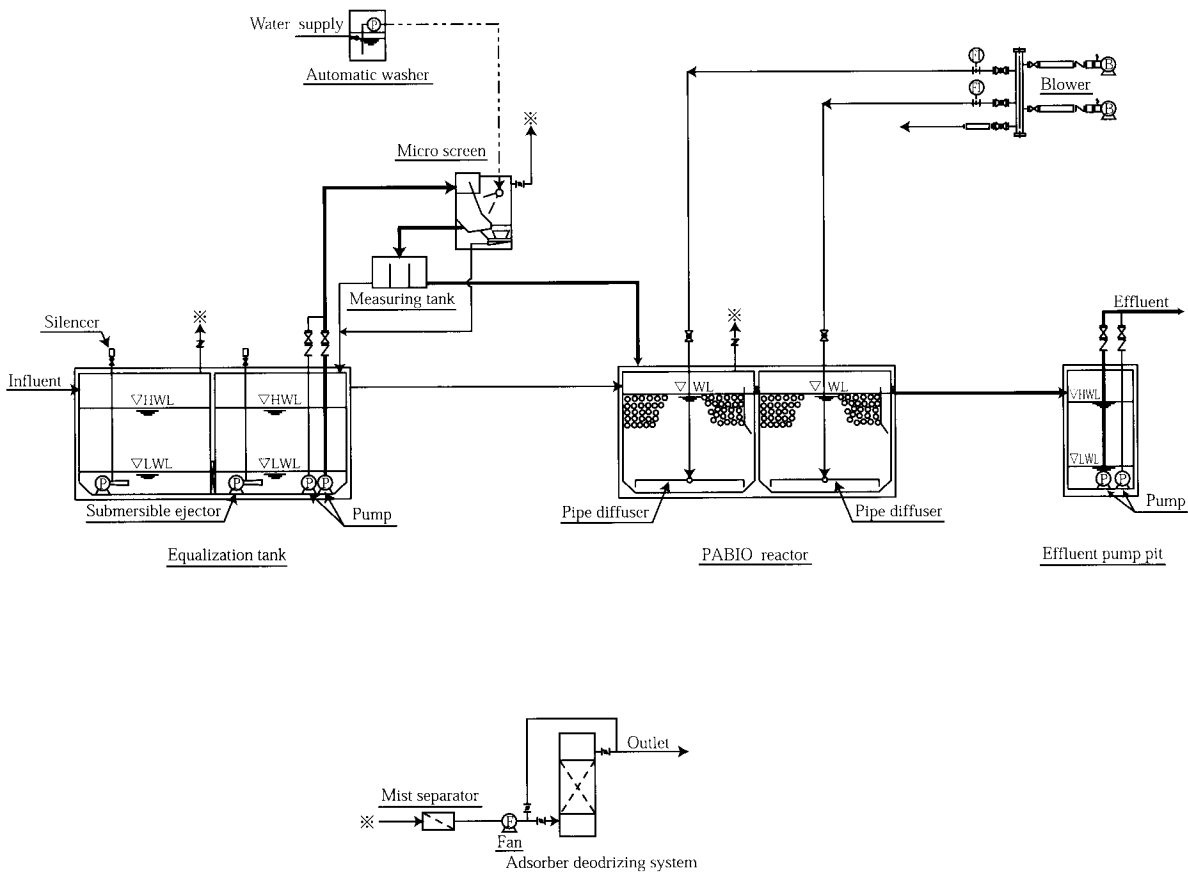 Water supply
P
Automatic washer
FI
FI
B
Blower
B
※
Micro screen
Measuring tank
Silencer
※
※
Effluent
Influent
▽HWL
▽HWL
▽WL
▽WL
▽HWL
▽LWL
▽LWL
▽LWL
P
P
P
P
P
P
Submersible ejector
Pump
Pipe diffuser
Pipe diffuser
Pump
Equalization tank
PABIO reactor
Effluent pump pit
Outlet
Mist separator
※
F
Fan
Adsorber deodrizing system